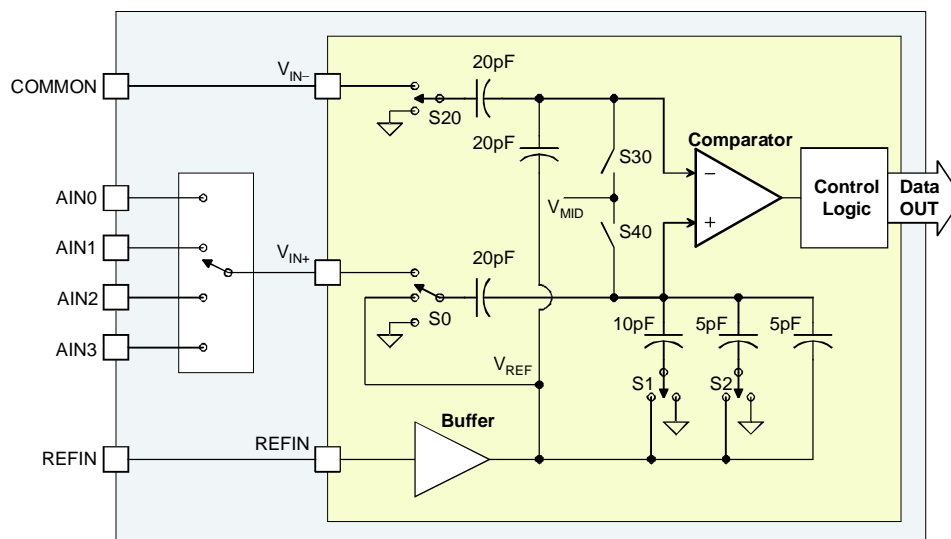 COMMON
V_IN−
20pF
S20
20pF
S30
Comparator
−
+
Control
Logic
Data
OUT
AIN0
AIN1
AIN2
AIN3
V_MID
S40
V_IN+
20pF
S0
10pF
5pF
5pF
V_REF
S1
S2
Buffer
REFIN
REFIN